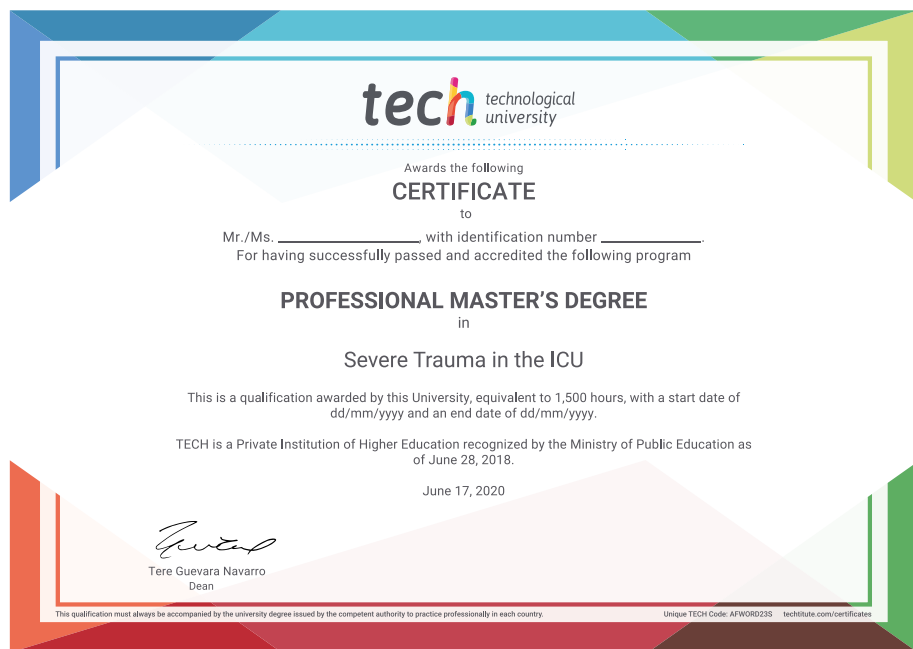 tech technological
university
Awards the following
CERTIFICATE
to
Mr./Ms. ____________________, with identification number ______________.
For having successfully passed and accredited the following program
PROFESSIONAL MASTER'S DEGREE
in
Severe Trauma in the ICU
This is a qualification awarded by this University, equivalent to 1,500 hours, with a start date of
dd/mm/yyyy and an end date of dd/mm/yyyy.
TECH is a Private Institution of Higher Education recognized by the Ministry of Public Education as
of June 28, 2018.
June 17, 2020
Tere Guevara Navarro
Dean
This qualification must always be accompanied by the university degree issued by the competent authority to practice professionally in each country. Unique TECH Code: AFWORD23S techtitute.com/certificates